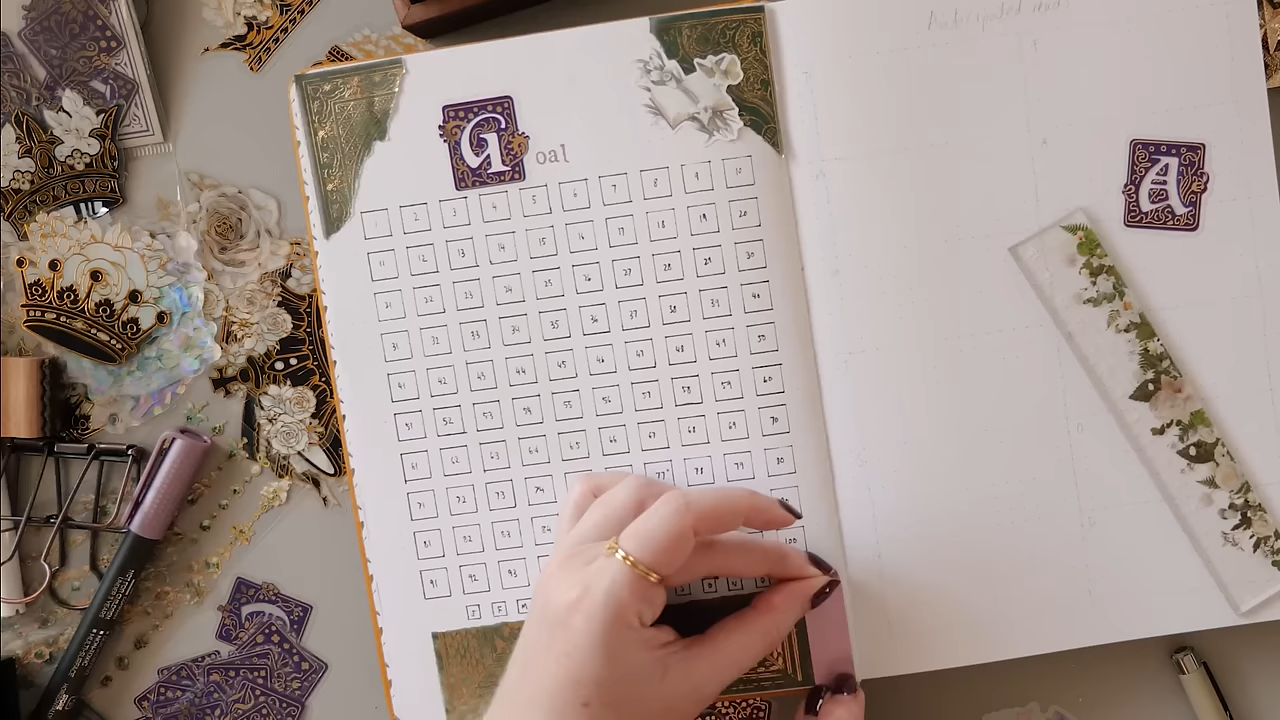 Anticipated reads
G oal
A
1 2 3 4 5 6 7 8 9 10
11 12 13 14 15 16 17 18 19 20
21 22 23 24 25 26 27 28 29 30
31 32 33 34 35 36 37 38 39 40
41 42 43 44 45 46 47 48 49 50
51 52 53 54 55 56 57 58 59 60
61 62 63 64 65 66 67 68 69 70
71 72 73 74 77 78 79 80
81 82 83 84
91 92 93 100
J F M S O N D